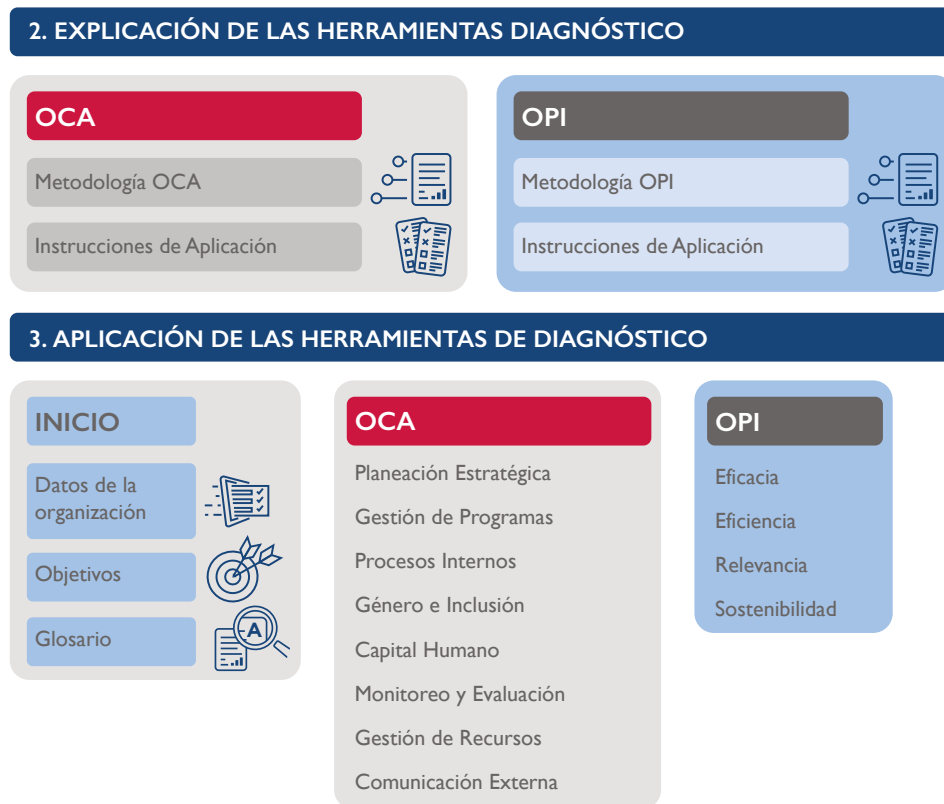 2. EXPLICACIÓN DE LAS HERRAMIENTAS DIAGNÓSTICO
OCA
Metodología OCA
Instrucciones de Aplicación
OPI
Metodología OPI
Instrucciones de Aplicación
3. APLICACIÓN DE LAS HERRAMIENTAS DE DIAGNÓSTICO
INICIO
Datos de la
organización
Objetivos
Glosario
A
OCA
Planeación Estratégica
Gestión de Programas
Procesos Internos
Género e Inclusión
Capital Humano
Monitoreo y Evaluación
Gestión de Recursos
Comunicación Externa
OPI
Eficacia
Eficiencia
Relevancia
Sostenibilidad